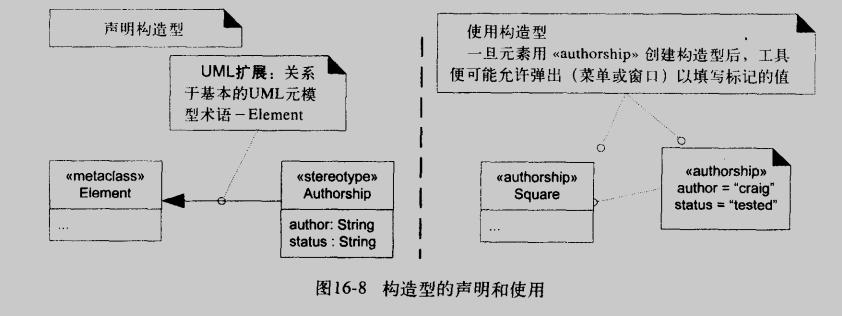 声明构造型
UML扩展：关系
于基本的UML元模
型术语－Element
«metaclass»
Element
...
«stereotype»
Authorship
author: String
status : String
使用构造型
一旦元素用 «authorship» 创建构造型后，工具
便可能允许弹出（菜单或窗口）以填写标记的值
«authorship»
Square
...
«authorship»
author = “craig”
status = “tested”
图16-8 构造型的声明和使用